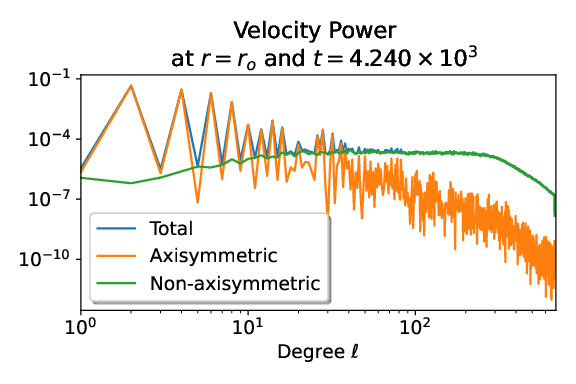 Velocity Power
at $r = r_o$ and $t = 4.240 \times 10^3$
$10^{-1}$
$10^{-4}$
$10^{-7}$
$10^{-10}$
Total
Axisymmetric
Non-axisymmetric
$10^0$ $10^1$ $10^2$
Degree ℓ